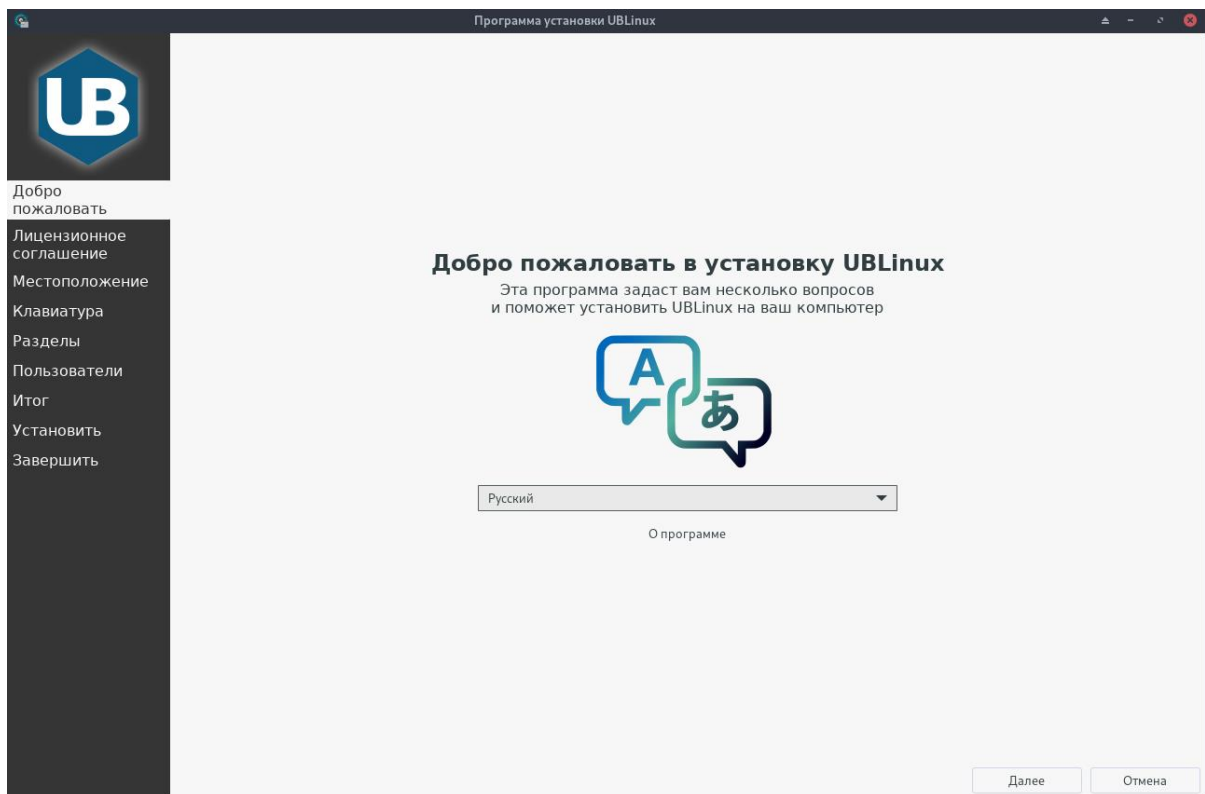 Программа установки UBLinux
UB
Добро
пожаловать
Лицензионное
соглашение
Местоположение
Клавиатура
Разделы
Пользователи
Итог
Установить
Завершить
Добро пожаловать в установку UBLinux
Эта программа задаст вам несколько вопросов
и поможет установить UBLinux на ваш компьютер
A
あ
Русский
О программе
Далее
Отмена